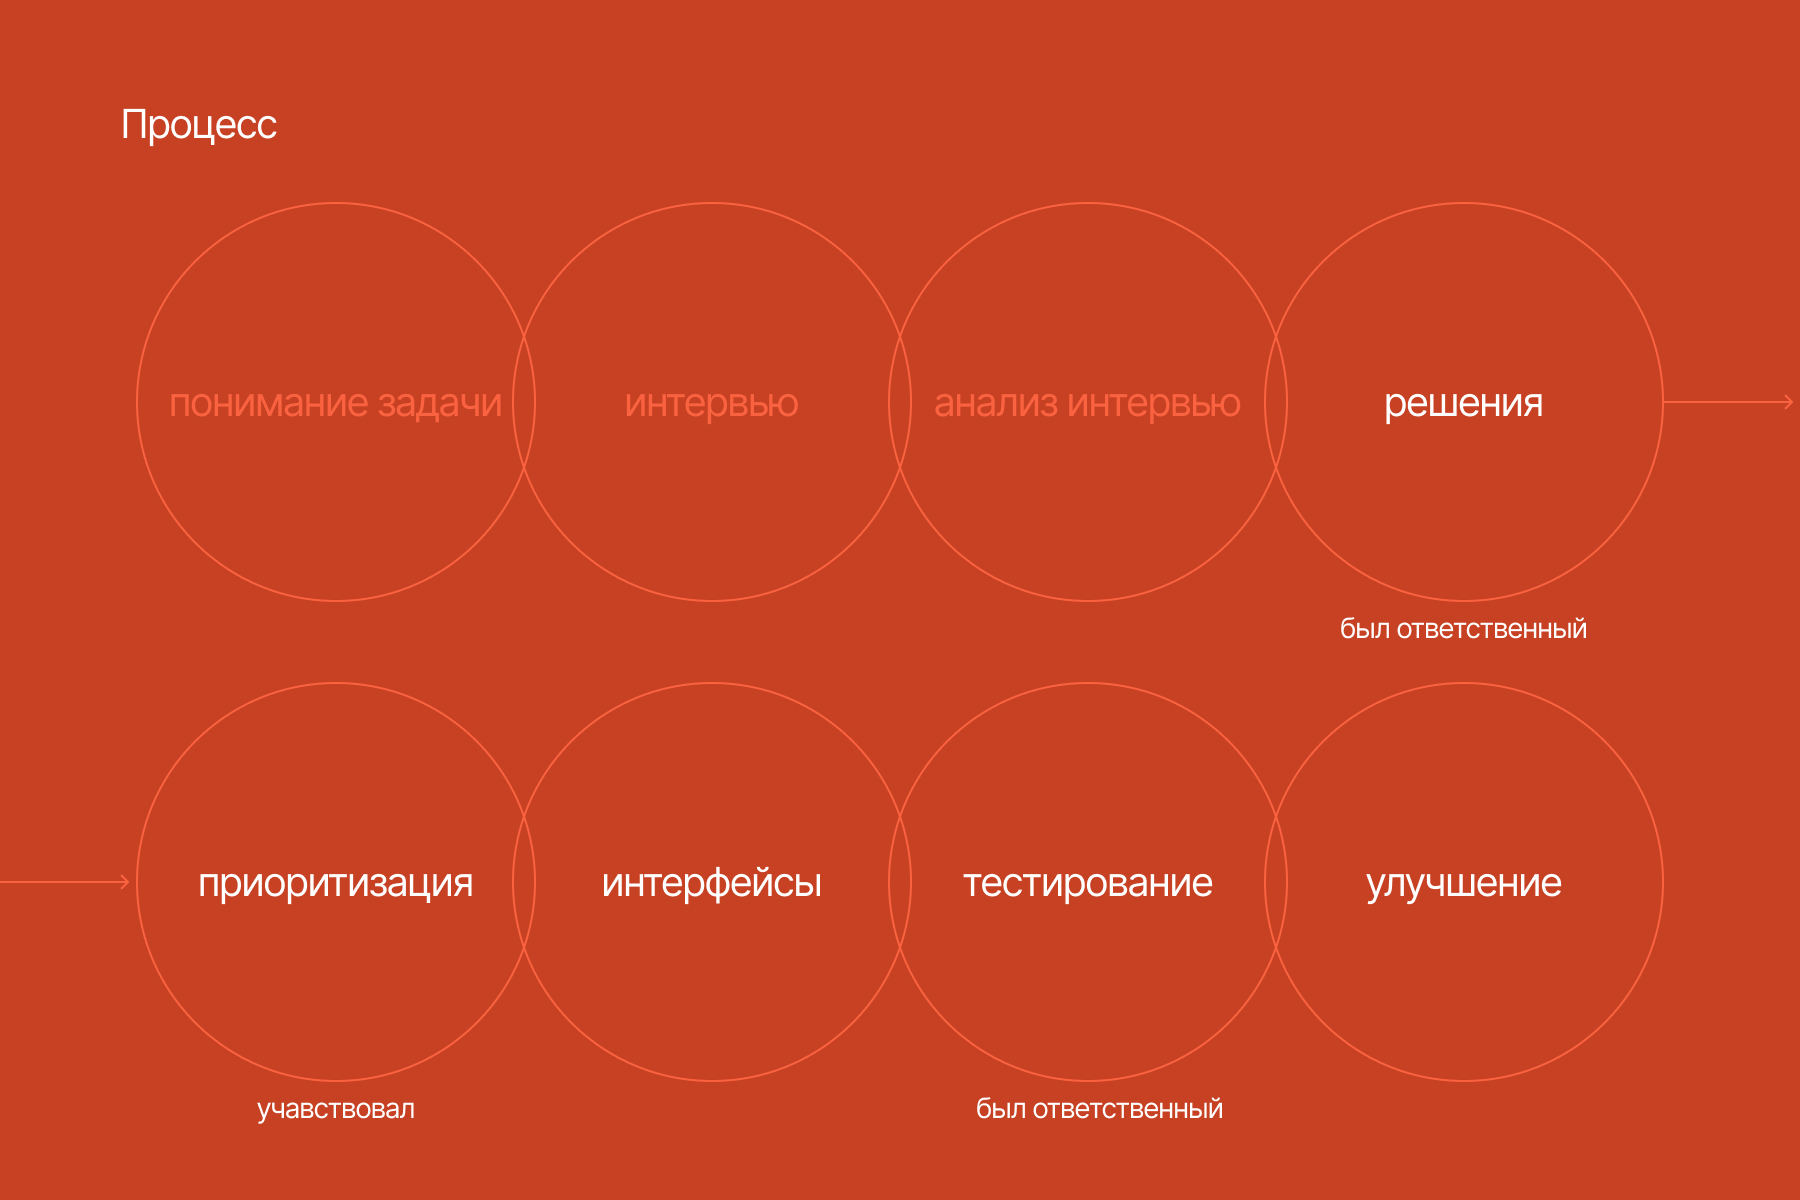 Процесс
понимание задачи
интервью
анализ интервью
решения
был ответственный
приоритизация
интерфейсы
тестирование
улучшение
учавствовал
был ответственный